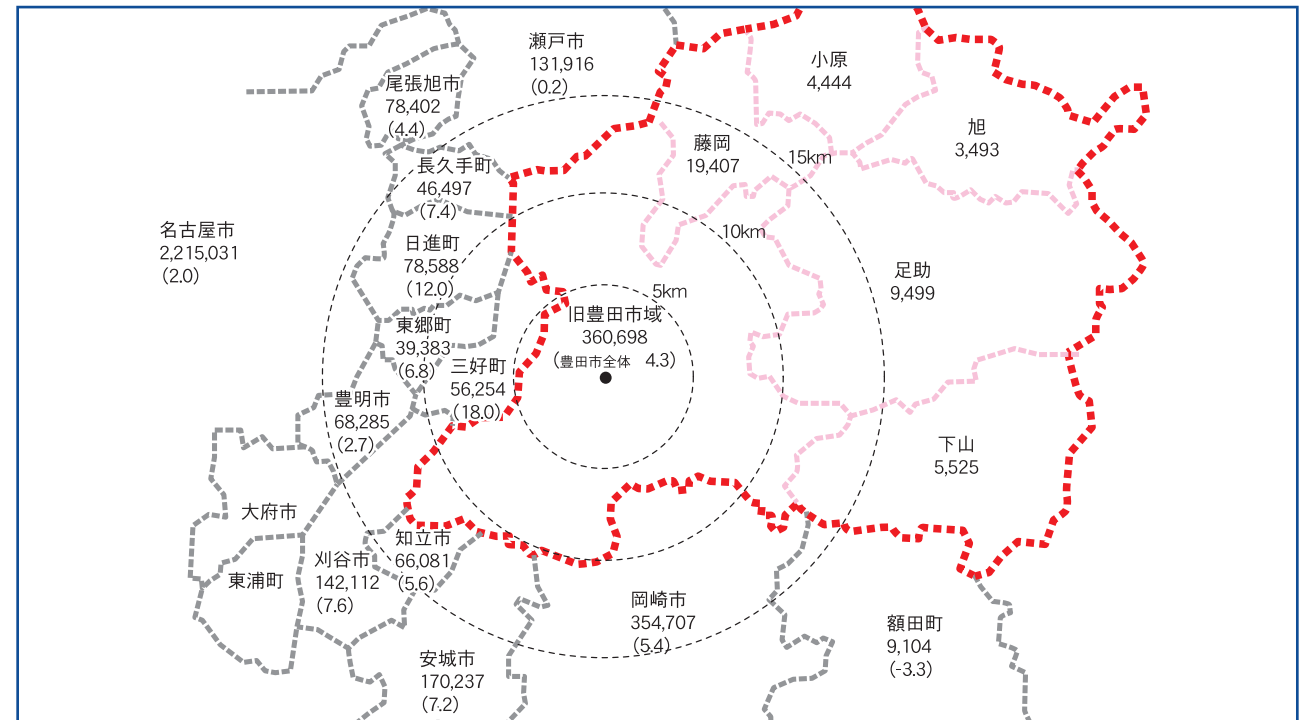 瀬戸市
131,916
(0.2)
小原
4,444
尾張旭市
78,402
(4.4)
旭
3,493
藤岡
19,407
15km
長久手町
46,497
(7.4)
名古屋市
2,215,031
(2.0)
10km
日進町
78,588
(12.0)
足助
9,499
5km
旧豊田市域
360,698
(豊田市全体 4.3)
東郷町
39,383
(6.8)
三好町
56,254
(18.0)
豊明市
68,285
(2.7)
下山
5,525
大府市
知立市
66,081
(5.6)
刈谷市
142,112
(7.6)
東浦町
岡崎市
354,707
(5.4)
額田町
9,104
(-3.3)
安城市
170,237
(7.2)